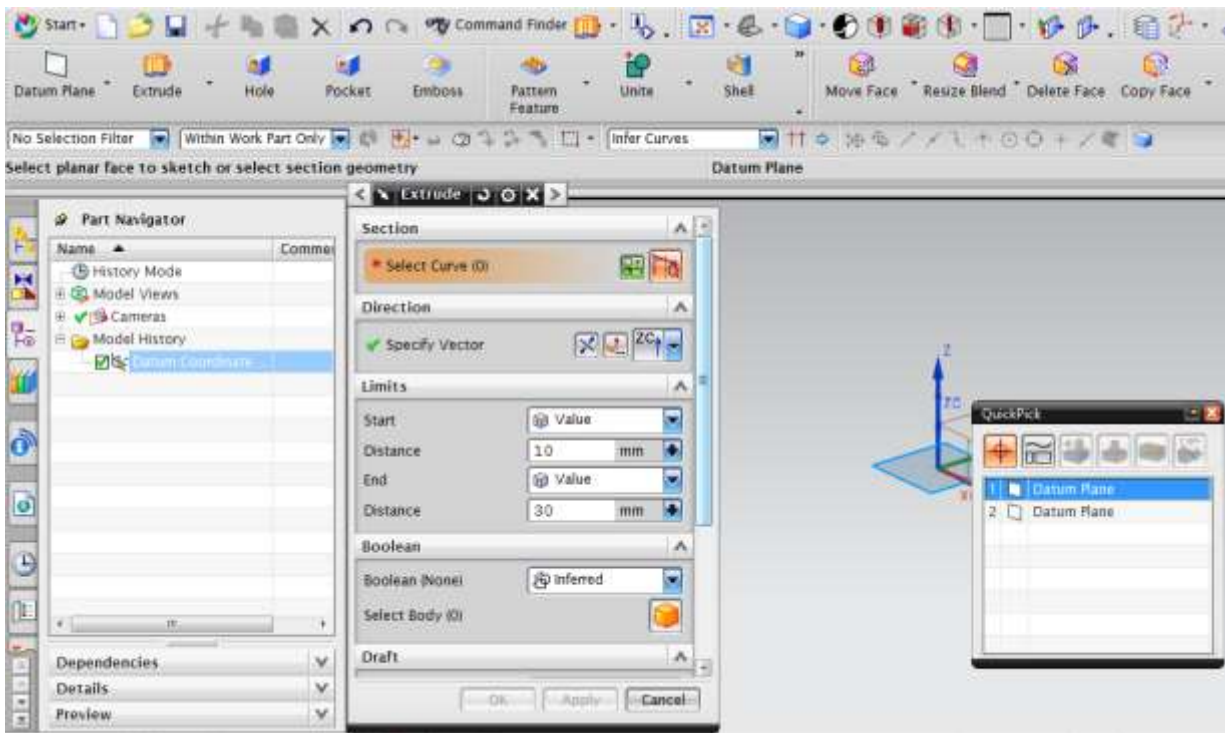 Start
Command Finder
Datum Plane Extrude Hole Pocket Emboss Pattern Feature Unite Shell Move Face Resize Blend Delete Face Copy Face
No Selection Filter Within Work Part Only Infer Curves
Select planar face to sketch or select section geometry Datum Plane
Part Navigator
Name Commen
History Mode
Model Views
Cameras
Model History
Datum Coordinate ...
Dependencies
Details
Preview
Extrude
Section
* Select Curve (0)
Direction
Specify Vector ZC
Limits
Start Value
Distance 10 mm
End Value
Distance 30 mm
Boolean
Boolean (None) Inferred
Select Body (0)
Draft
OK Apply Cancel
Z
ZC
QuickPick
1 Datum Plane
2 Datum Plane